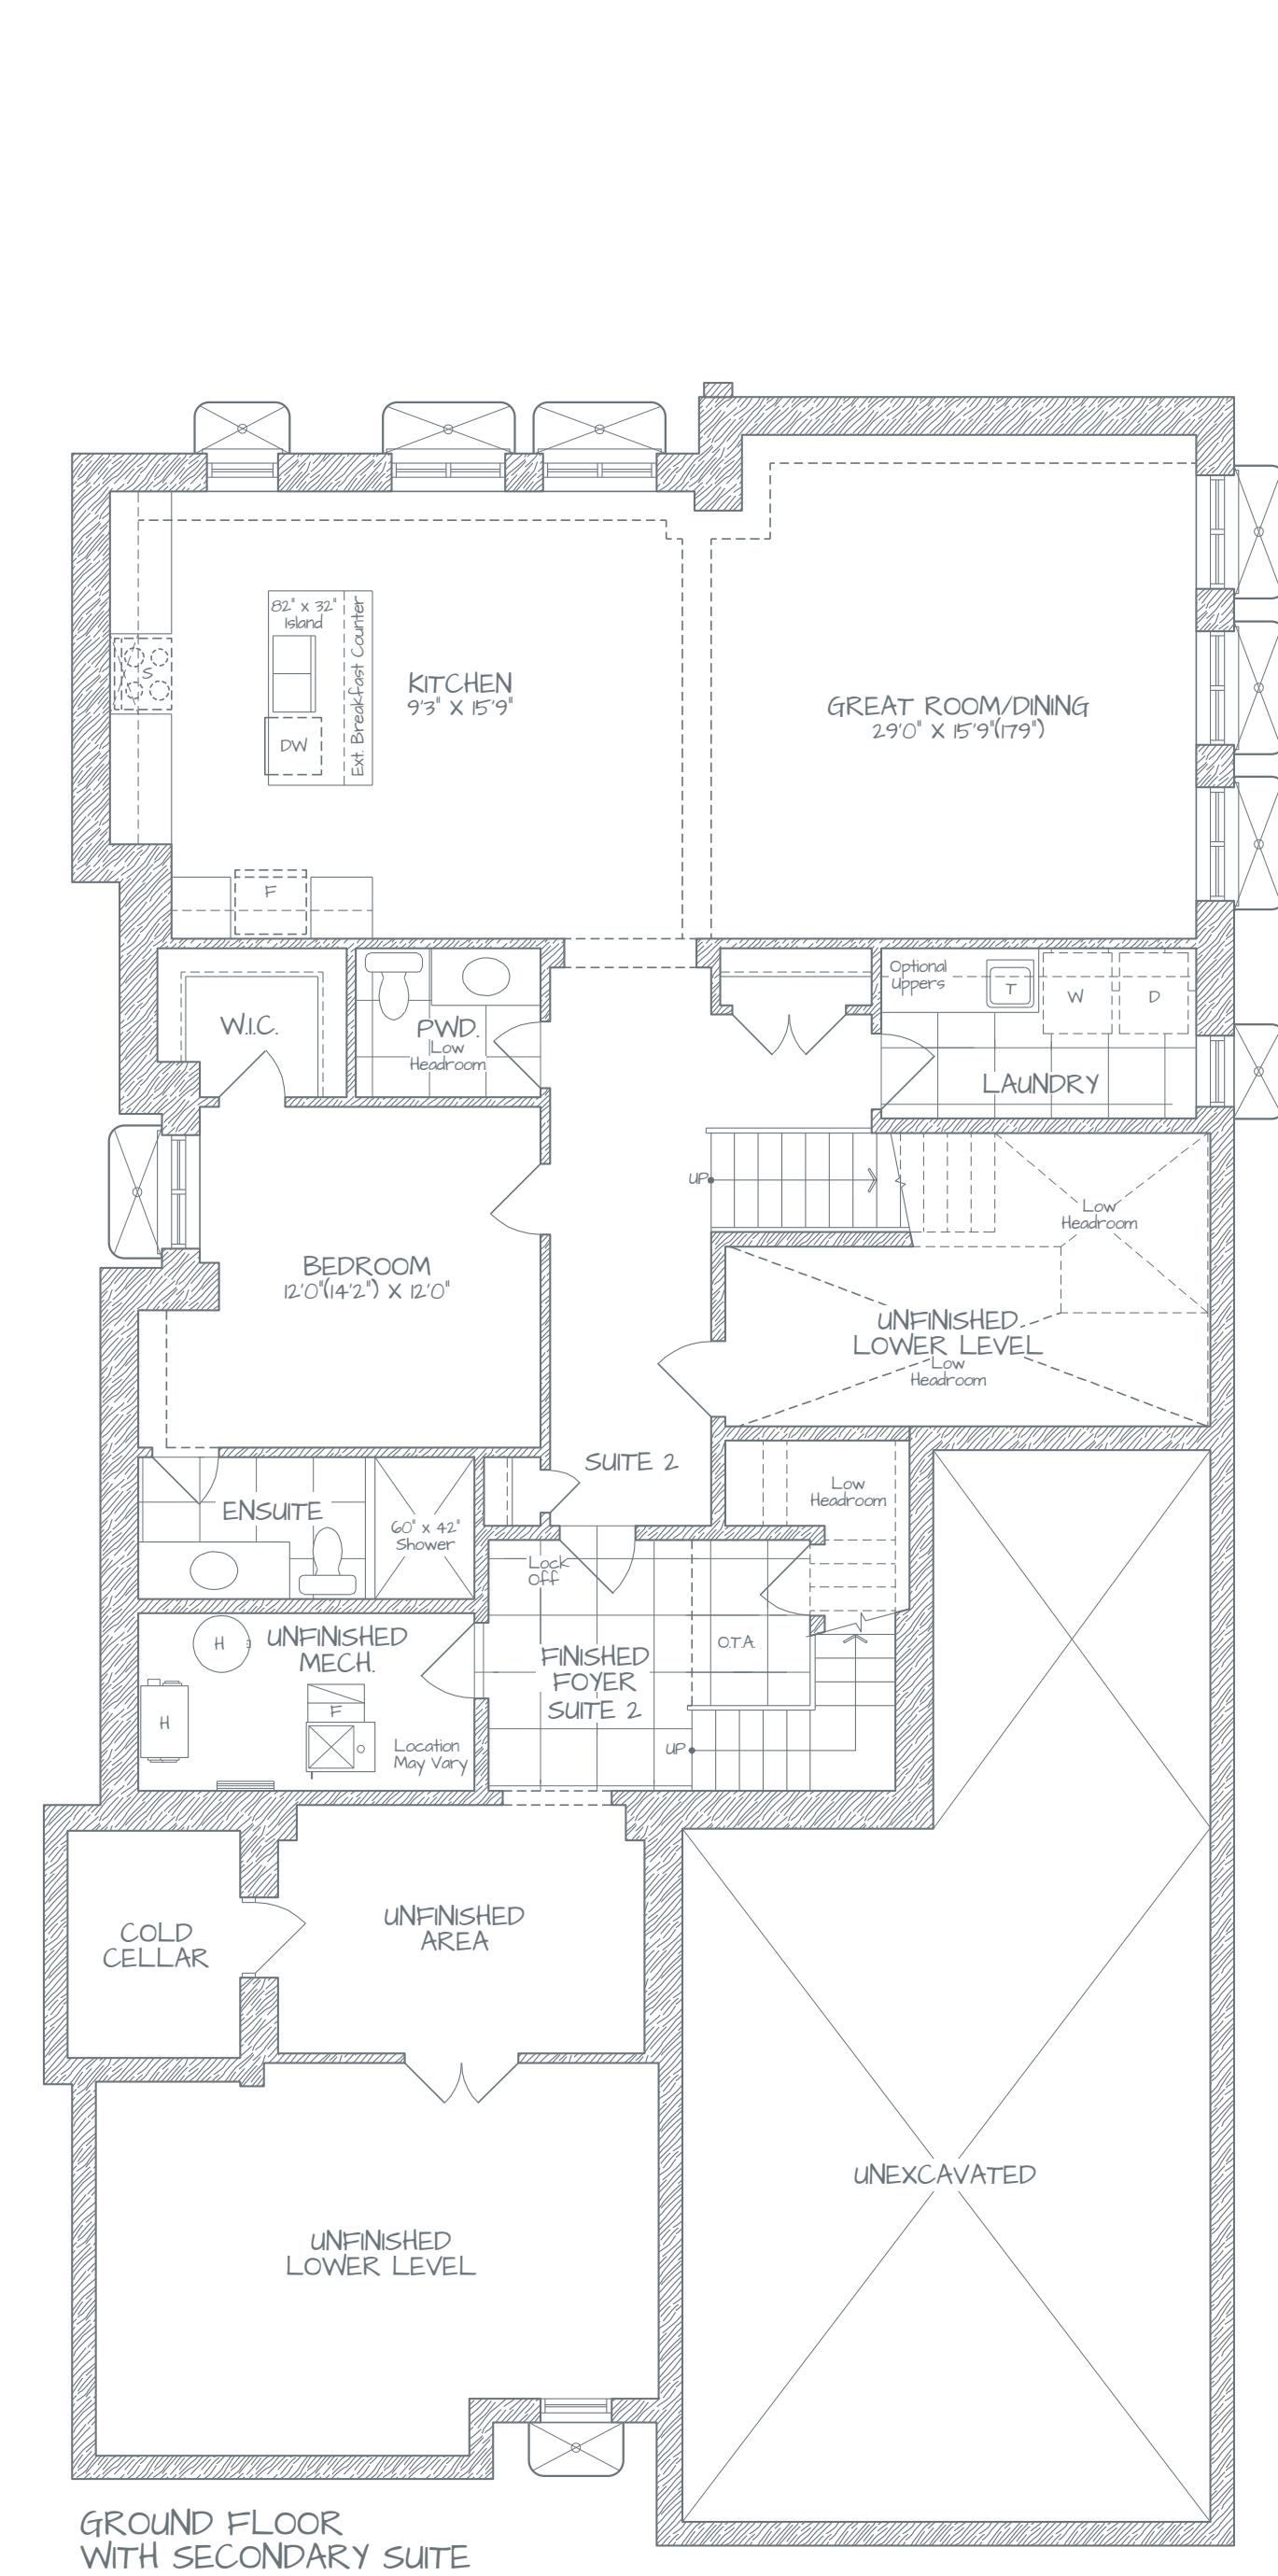 82" x 32"
Island
Ext. Breakfast Counter
S
DW
KITCHEN
9'3" X 15'9"
GREAT ROOM/DINING
29'0" X 15'9"(17'9")
F
W.I.C.
PWD.
Low
Headroom
Optional
Uppers
T
W
D
LAUNDRY
UP
Low
Headroom
BEDROOM
12'0"(14'2") X 12'0"
UNFINISHED
LOWER LEVEL
Low
Headroom
SUITE 2
Low
Headroom
ENSUITE
60" x 42"
Shower
Lock
Off
H
UNFINISHED
MECH.
FINISHED
FOYER
SUITE 2
O.T.A.
F
H
Location
May Vary
UP
COLD
CELLAR
UNFINISHED
AREA
UNEXCAVATED
UNFINISHED
LOWER LEVEL
GROUND FLOOR
WITH SECONDARY SUITE